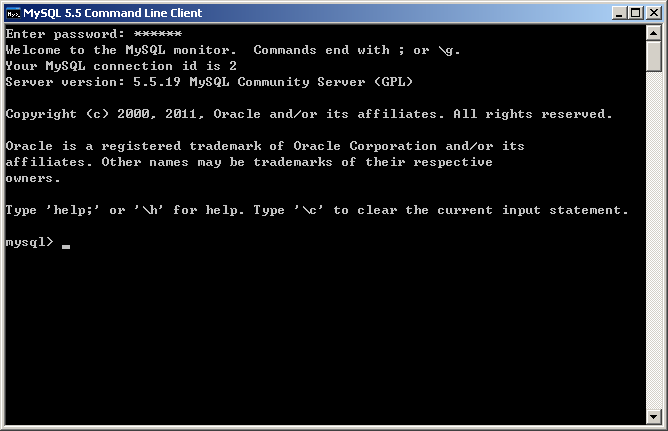 MySQL 5.5 Command Line Client
Enter password: ******
Welcome to the MySQL monitor.  Commands end with ; or \g.
Your MySQL connection id is 2
Server version: 5.5.19 MySQL Community Server (GPL)
Copyright (c) 2000, 2011, Oracle and/or its affiliates. All rights reserved.
Oracle is a registered trademark of Oracle Corporation and/or its
affiliates. Other names may be trademarks of their respective
owners.
Type 'help;' or '\h' for help. Type '\c' to clear the current input statement.
mysql> _